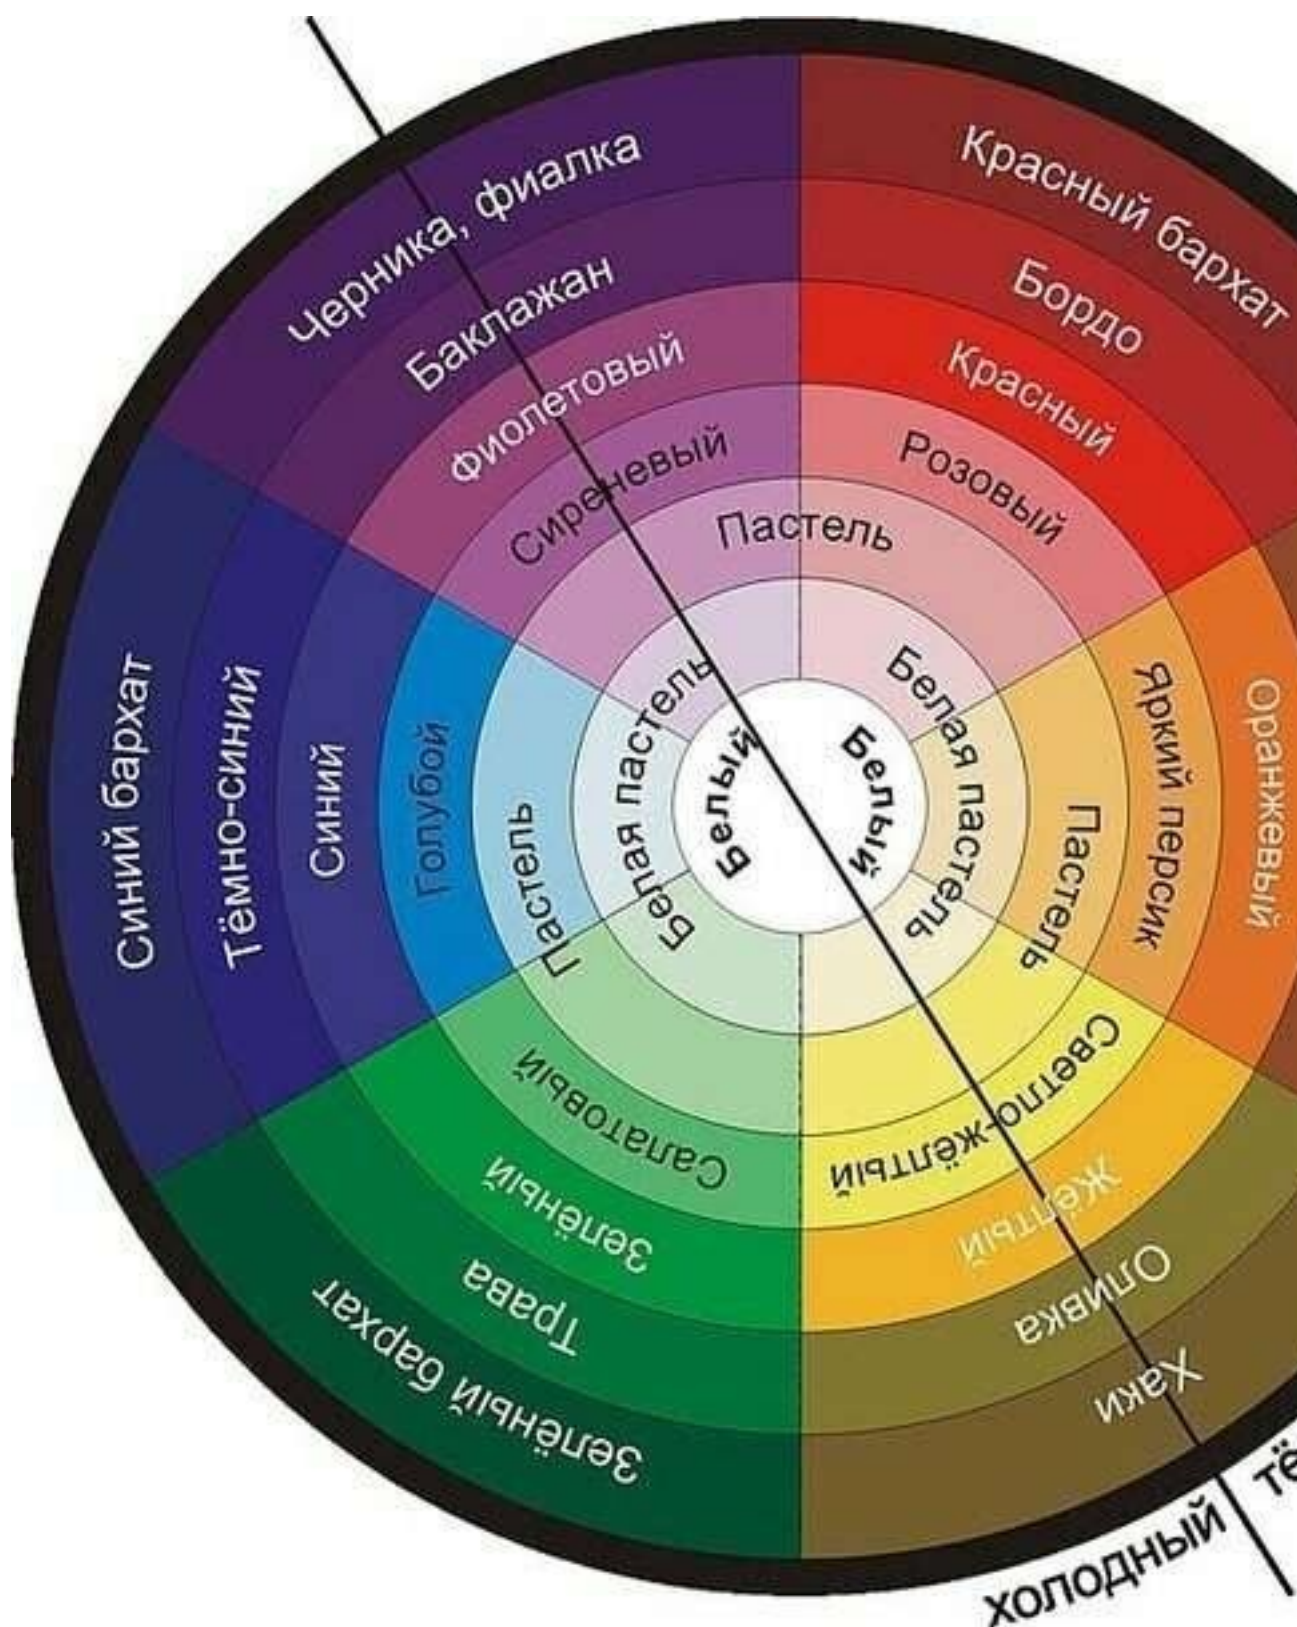 Черника, фиалка
Баклажан
Фиолетовый
Сиреневый
Пастель
Белая пастель
Белый
Красный бархат
Бордо
Красный
Розовый
Белая пастель
Белый
Оранжевый
Яркий персик
Пастель
Синий бархат
Тёмно-синий
Синий
Голубой
Пастель
Светло-жёлтый
Жёлтый
Оливка
Хаки
Салатовый
Зелёный
Трава
Зелёный бархат
холодный
тё